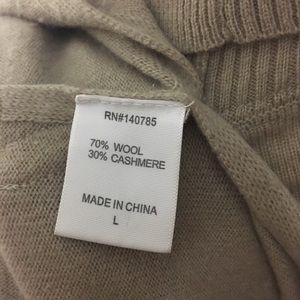 RN#140785
70% WOOL
30% CASHMERE
MADE IN CHINA
L